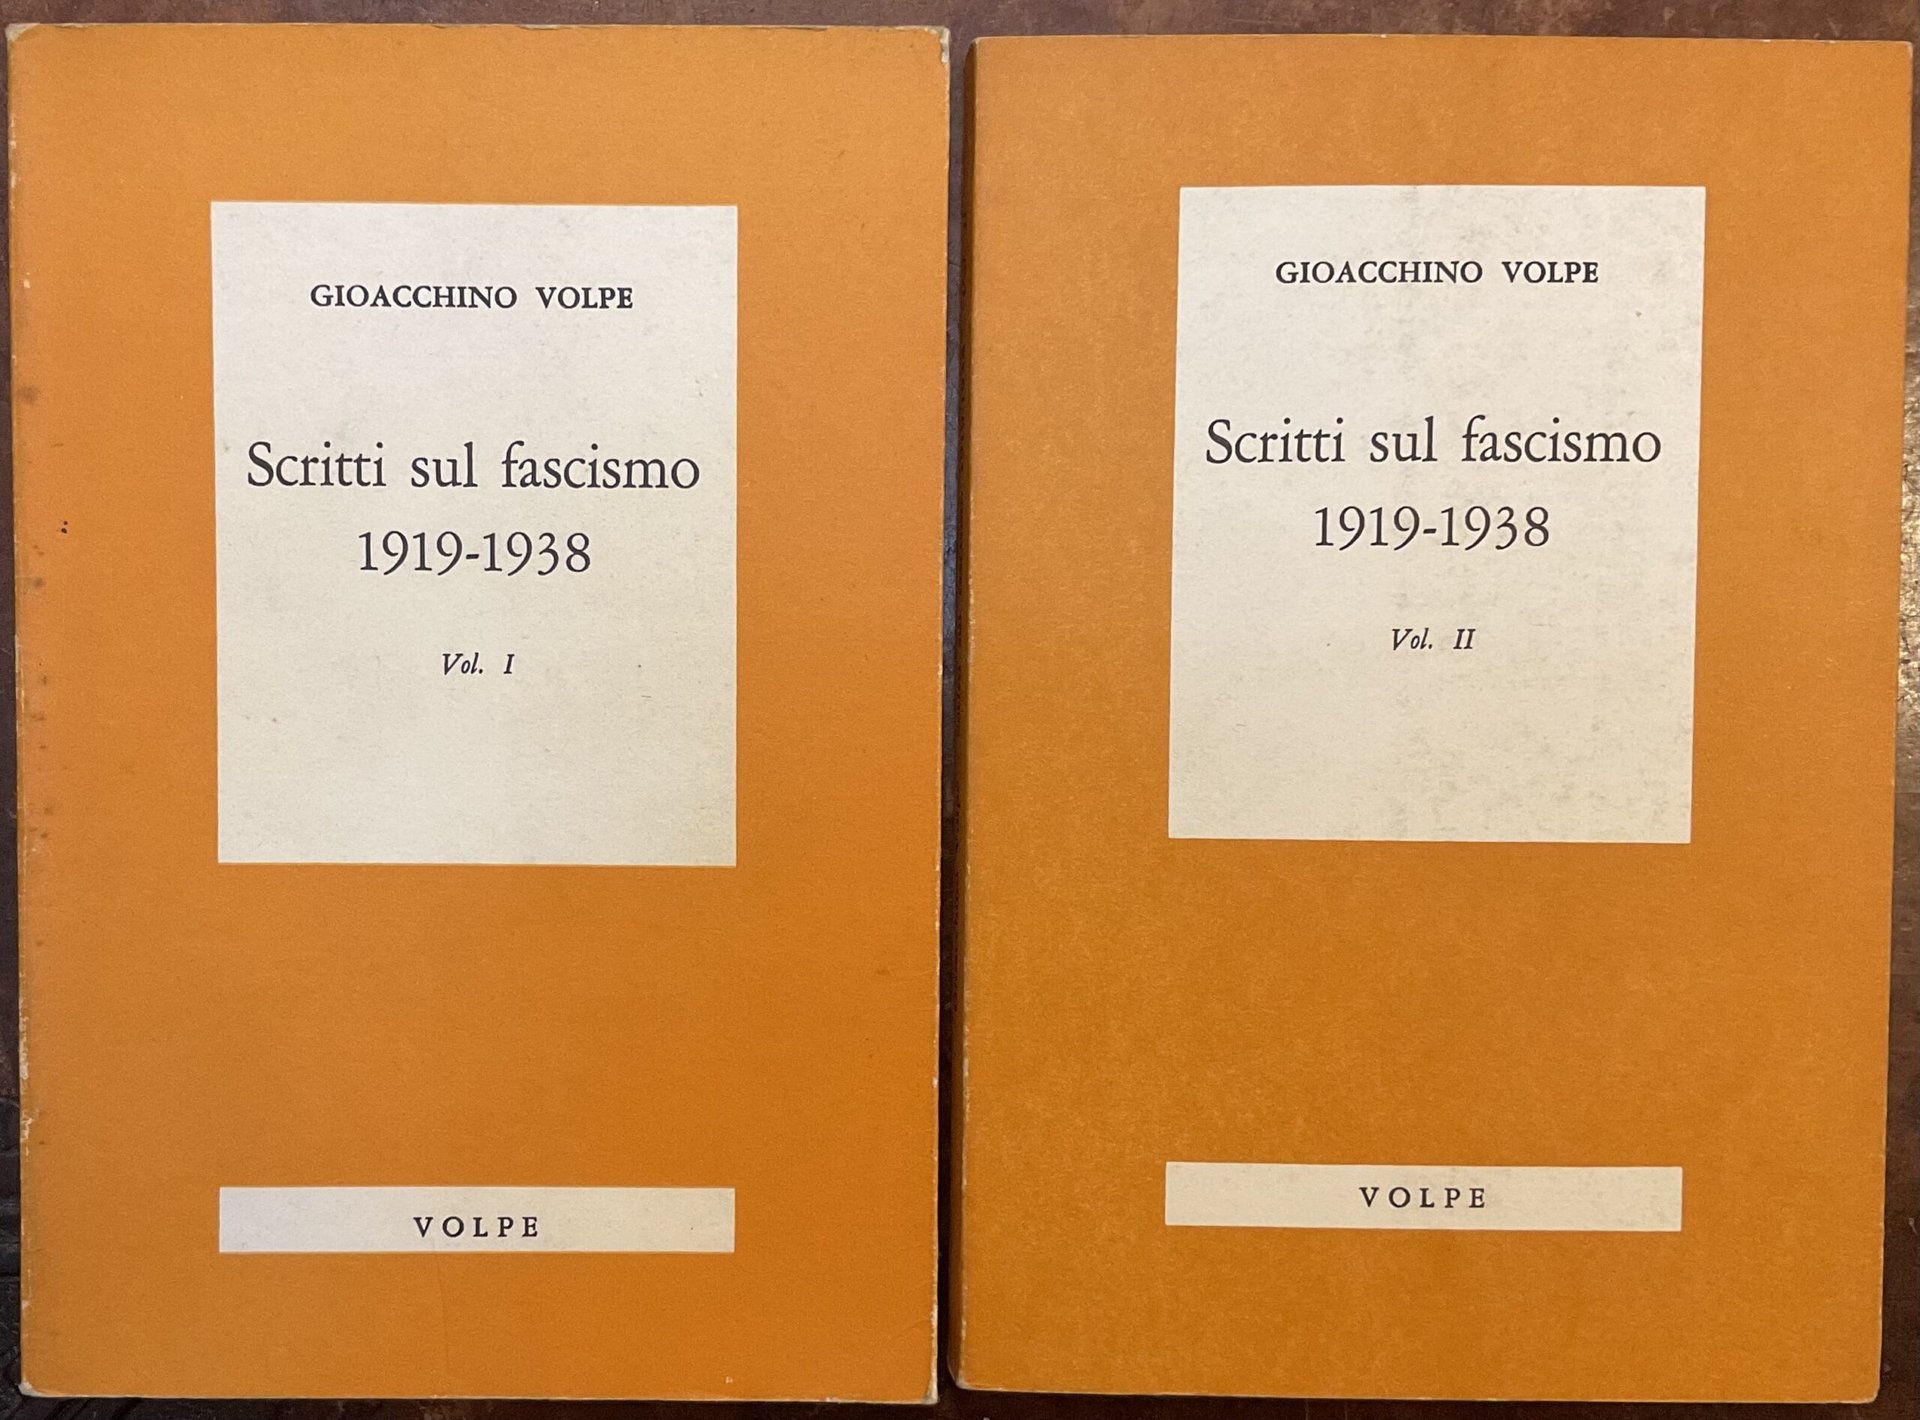 GIOACCHINO VOLPE
Scritti sul fascismo
1919-1938
Vol. I
VOLPE
GIOACCHINO VOLPE
Scritti sul fascismo
1919-1938
Vol. II
VOLPE